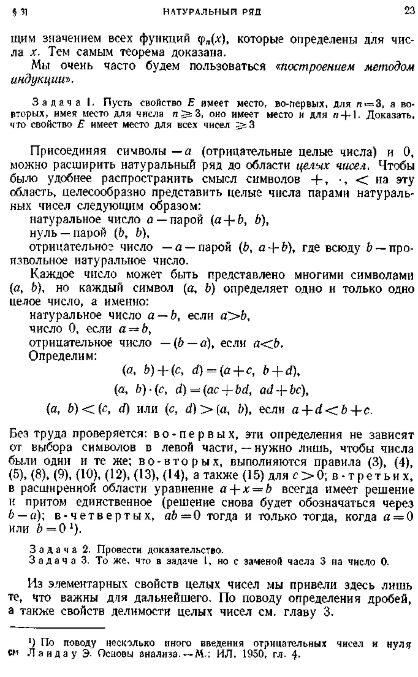 § 3] НАТУРАЛЬНЫЙ РЯД 23
щим значением всех функций φₙ(x), которые определены для чис-
ла x. Тем самым теорема доказана.
Мы очень часто будем пользоваться «построением методом
индукции».
Задача 1. Пусть свойство E имеет место, во-первых, для n=3, а во-
вторых, имея место для числа n⩾3, оно имеет место и для n+1. Доказать,
что свойство E имеет место для всех чисел ⩾3
Присоединяя символы —a (отрицательные целые числа) и 0,
можно расширить натуральный ряд до области целых чисел. Чтобы
было удобнее распространить смысл символов +, ·, < на эту
область, целесообразно представить целые числа парами натураль-
ных чисел следующим образом:
натуральное число a — парой (a+b, b),
нуль — парой (b, b),
отрицательное число —a — парой (b, a+b), где всюду b — про-
извольное натуральное число.
Каждое число может быть представлено многими символами
(a, b), но каждый символ (a, b) определяет одно и только одно
целое число, а именно:
натуральное число a—b, если a>b,
число 0, если a=b,
отрицательное число —(b—a), если a<b.
Определим:
(a, b)+(c, d)=(a+c, b+d),
(a, b)·(c, d)=(ac+bd, ad+bc),
(a, b)<(c, d) или (c, d)>(a, b), если a+d<b+c.
Без труда проверяется: во-первых, эти определения не зависят
от выбора символов в левой части, — нужно лишь, чтобы числа
были одни и те же; во-вторых, выполняются правила (3), (4),
(5), (8), (9), (10), (12), (13), (14), а также (15) для c>0; в-третьих,
в расширенной области уравнение a+x=b всегда имеет решение
и притом единственное (решение снова будет обозначаться через
b—a); в-четвертых, ab=0 тогда и только тогда, когда a=0
или b=0 ¹).
Задача 2. Провести доказательство.
Задача 3. То же, что в задаче 1, но с заменой часла 3 на число 0.
Из элементарных свойств целых чисел мы привели здесь лишь
те, что важны для дальнейшего. По поводу определения дробей,
а также свойств делимости целых чисел см. главу 3.
¹) По поводу несколько иного введения отрицательных чисел и нуля
см Ландау Э. Основы анализа. — М.: ИЛ. 1950, гл. 4.